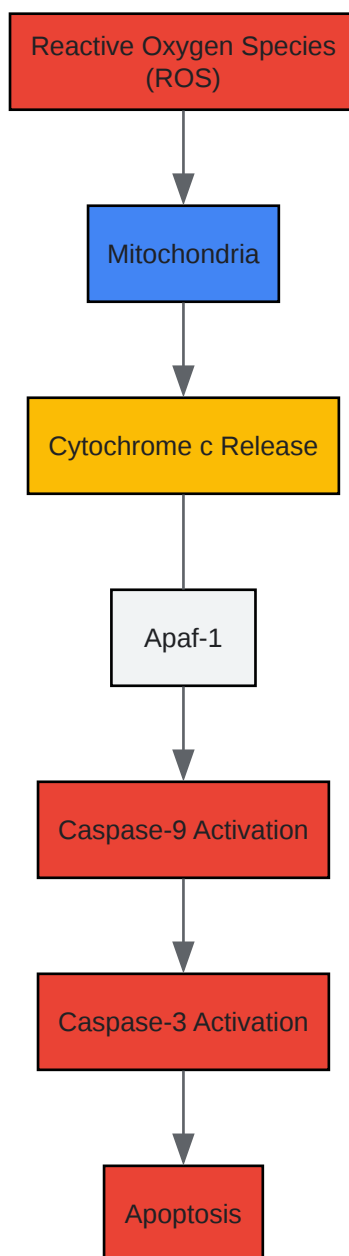 Reactive Oxygen Species
(ROS)
Mitochondria
Cytochrome c Release
Apaf-1
Caspase-9 Activation
Caspase-3 Activation
Apoptosis